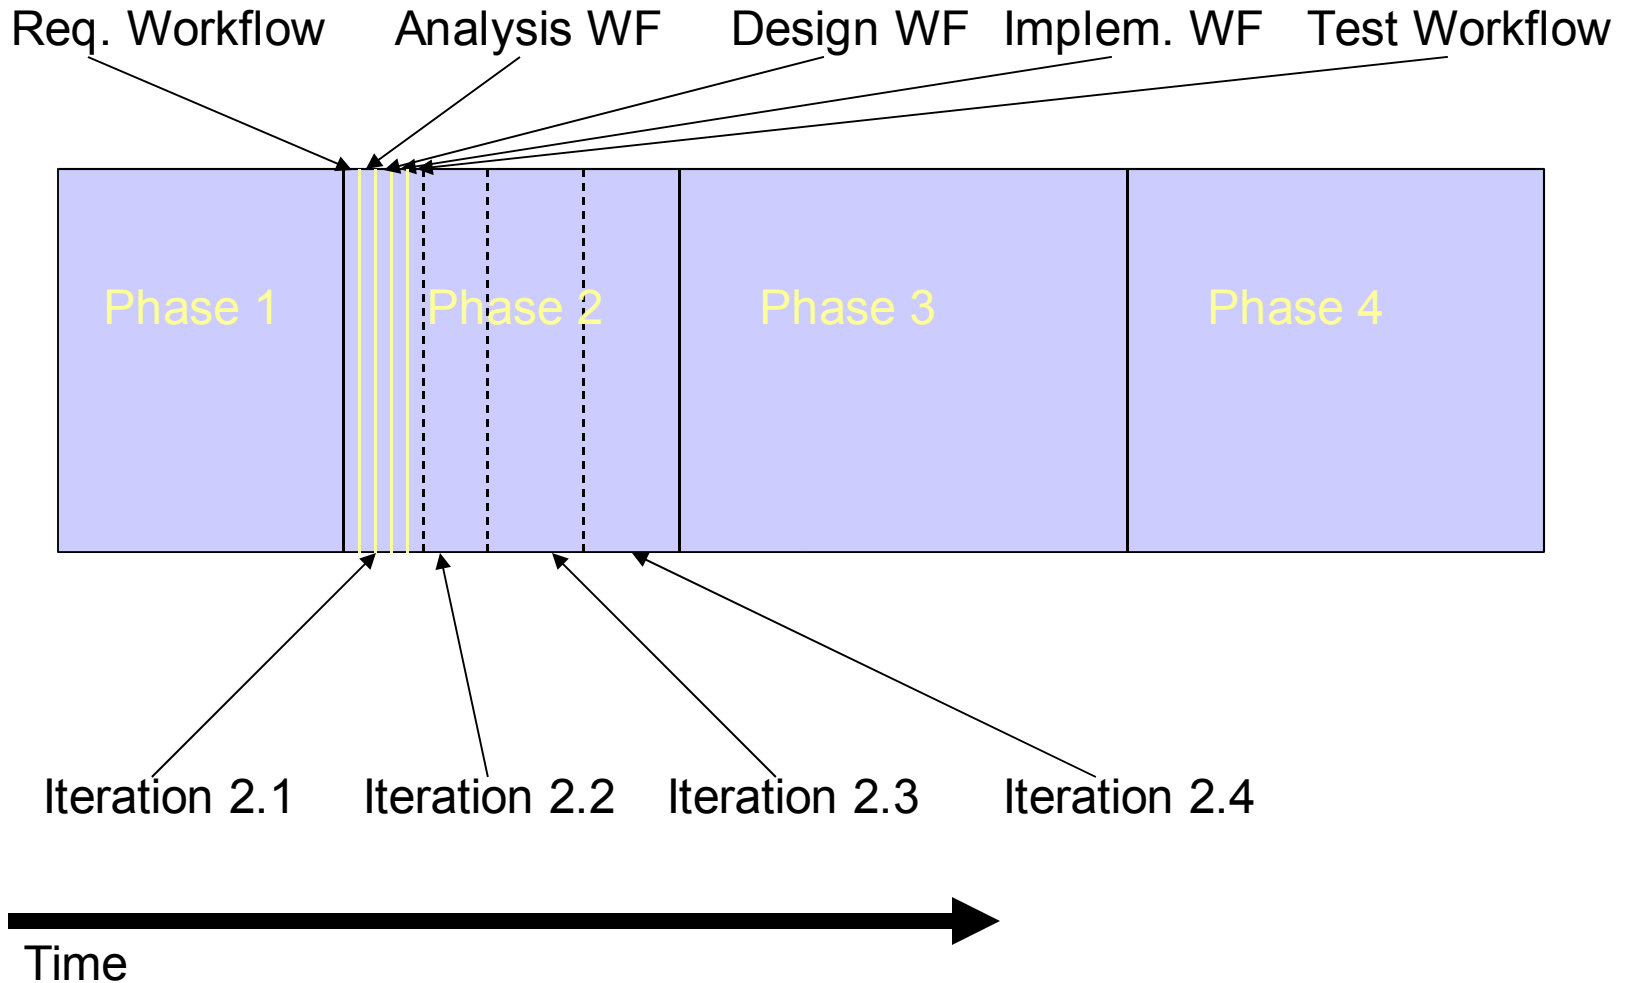 Req. Workflow Analysis WF Design WF Implem. WF Test Workflow
Phase 1 Phase 2 Phase 3 Phase 4
Iteration 2.1 Iteration 2.2 Iteration 2.3 Iteration 2.4
Time